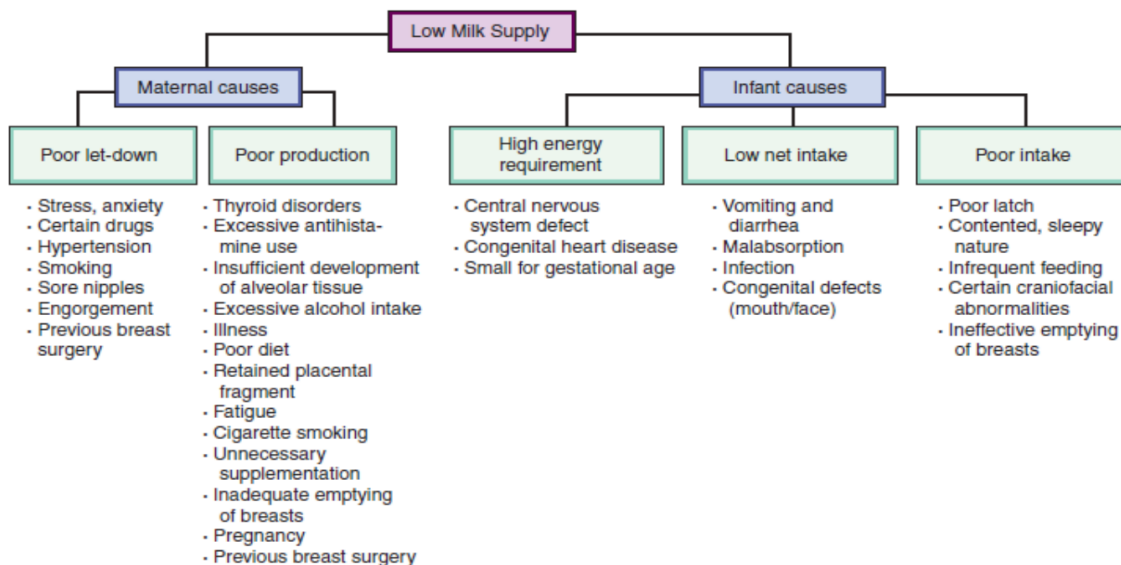 Low Milk Supply
Maternal causes
Infant causes
Poor let-down
Poor production
High energy
requirement
Low net intake
Poor intake
· Stress, anxiety
· Certain drugs
· Hypertension
· Smoking
· Sore nipples
· Engorgement
· Previous breast
surgery
· Thyroid disorders
· Excessive antihista-
mine use
· Insufficient development
of alveolar tissue
· Excessive alcohol intake
· Illness
· Poor diet
· Retained placental
fragment
· Fatigue
· Cigarette smoking
· Unnecessary
supplementation
· Inadequate emptying
of breasts
· Pregnancy
· Previous breast surgery
· Central nervous
system defect
· Congenital heart disease
· Small for gestational age
· Vomiting and
diarrhea
· Malabsorption
· Infection
· Congenital defects
(mouth/face)
· Poor latch
· Contented, sleepy
nature
· Infrequent feeding
· Certain craniofacial
abnormalities
· Ineffective emptying
of breasts